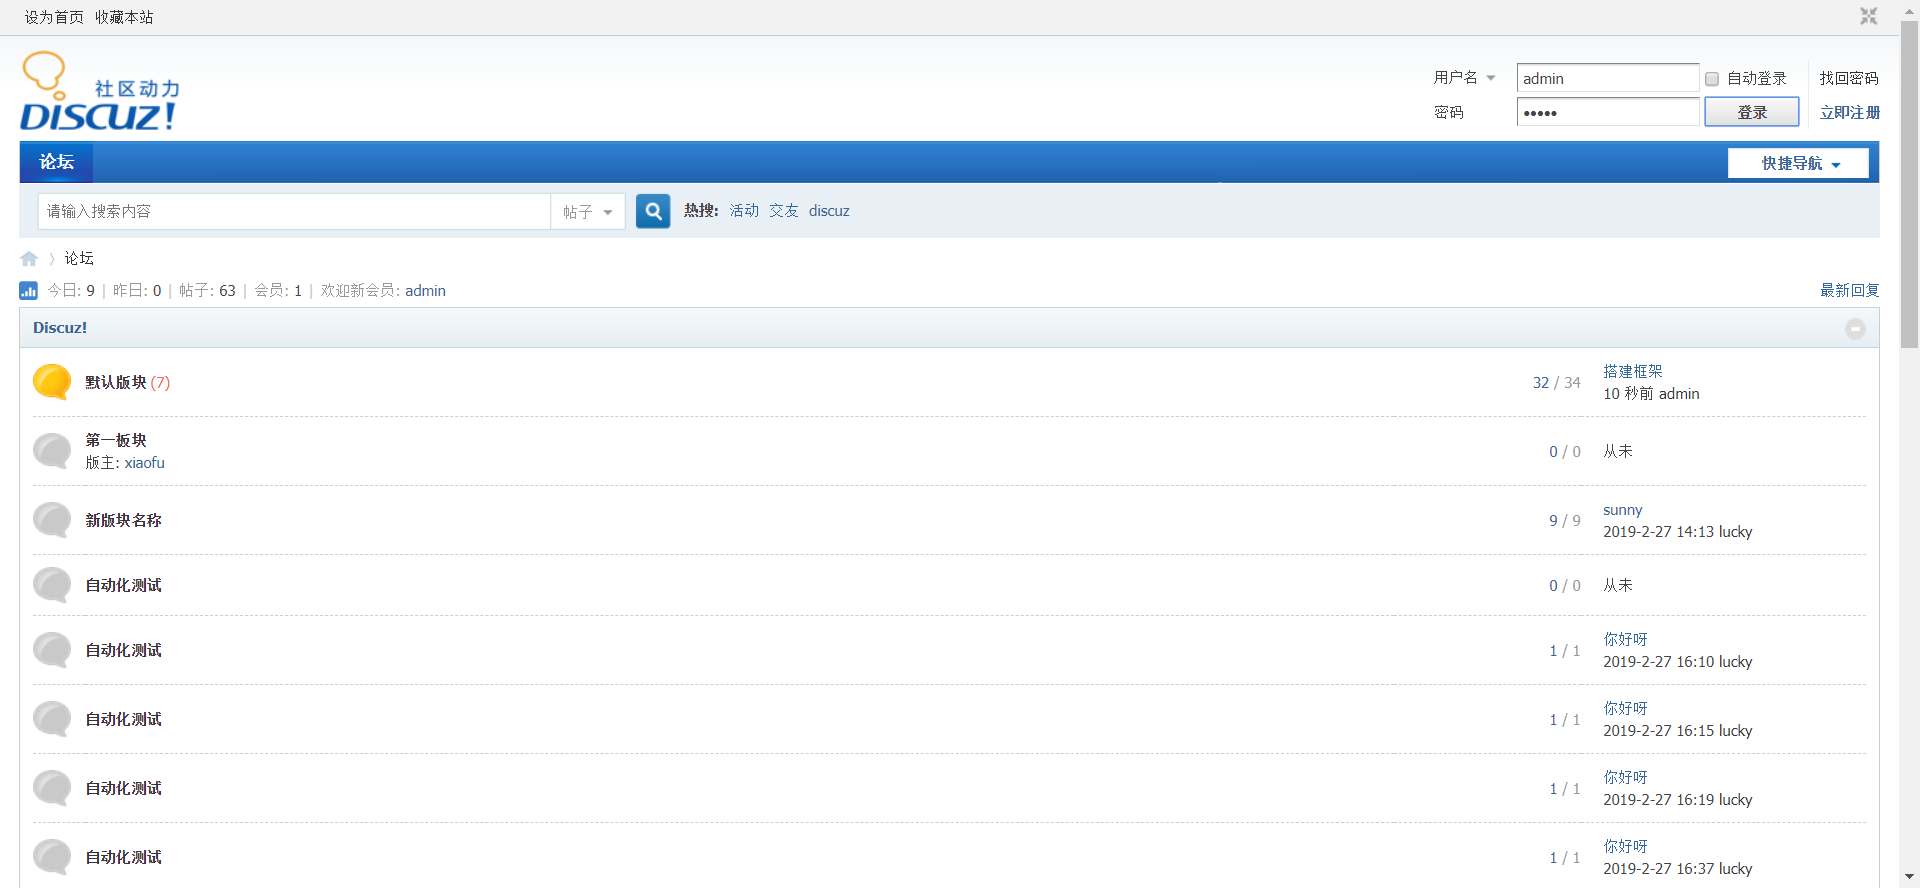 设为首页 收藏本站
社区动力
DISCUZ!
用户名 admin 自动登录 找回密码
密码 ••••• 登录 立即注册
论坛 快捷导航
请输入搜索内容 帖子 热搜: 活动 交友 discuz
论坛
今日: 9 | 昨日: 0 | 帖子: 63 | 会员: 1 | 欢迎新会员: admin 最新回复
Discuz!
默认版块 (7) 32 / 34 搭建框架
10 秒前 admin
第一板块
版主: xiaofu 0 / 0 从未
新版块名称 9 / 9 sunny
2019-2-27 14:13 lucky
自动化测试 0 / 0 从未
自动化测试 1 / 1 你好呀
2019-2-27 16:10 lucky
自动化测试 1 / 1 你好呀
2019-2-27 16:15 lucky
自动化测试 1 / 1 你好呀
2019-2-27 16:19 lucky
自动化测试 1 / 1 你好呀
2019-2-27 16:37 lucky